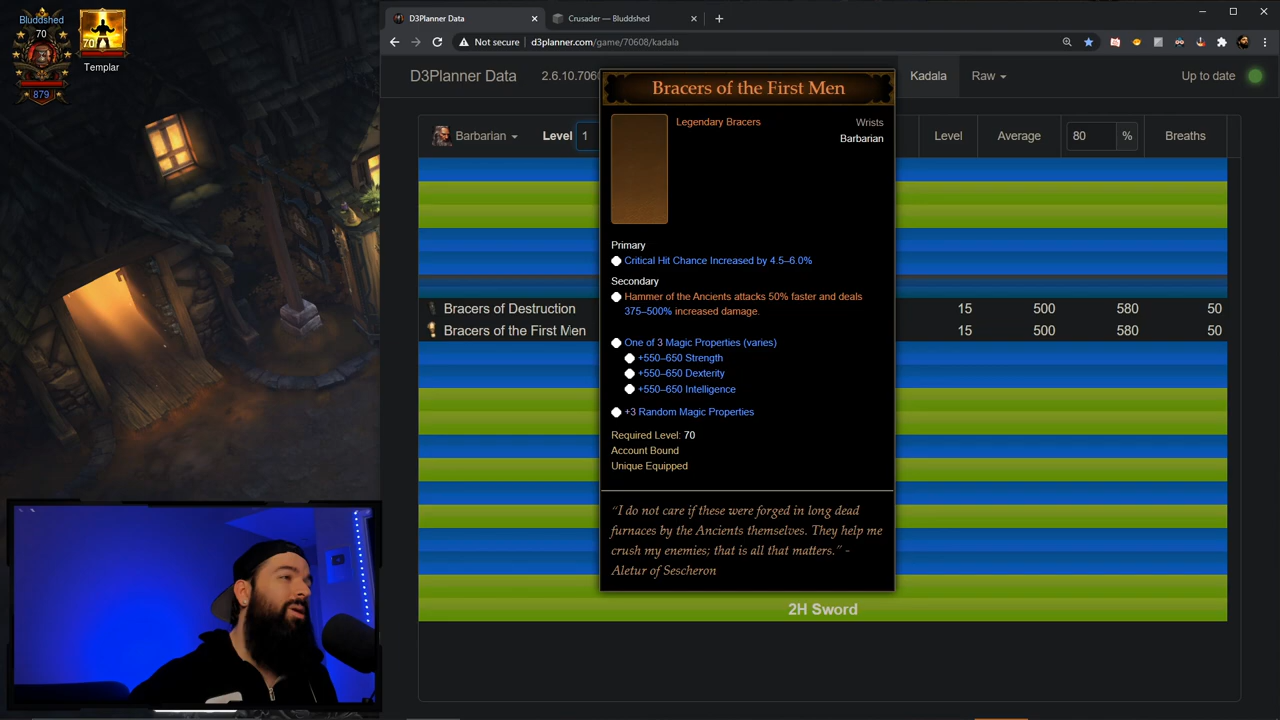 Bluddshed
70
879
70
Templar
D3Planner Data
Crusader — Bluddshed
Not secure
d3planner.com/game/70608/kadala
D3Planner Data
2.6.10.7060
Kadala
Raw
Up to date
Barbarian
Level
1
Level
Average
80
%
Breaths
Bracers of Destruction
15
500
580
50
Bracers of the First Men
15
500
580
50
2H Sword
Bracers of the First Men
Legendary Bracers
Wrists
Barbarian
Primary
Critical Hit Chance Increased by 4.5–6.0%
Secondary
Hammer of the Ancients attacks 50% faster and deals
375–500% increased damage.
One of 3 Magic Properties (varies)
+550–650 Strength
+550–650 Dexterity
+550–650 Intelligence
+3 Random Magic Properties
Required Level: 70
Account Bound
Unique Equipped
“I do not care if these were forged in long dead
furnaces by the Ancients themselves. They help me
crush my enemies; that is all that matters.” -
Aletur of Sescheron